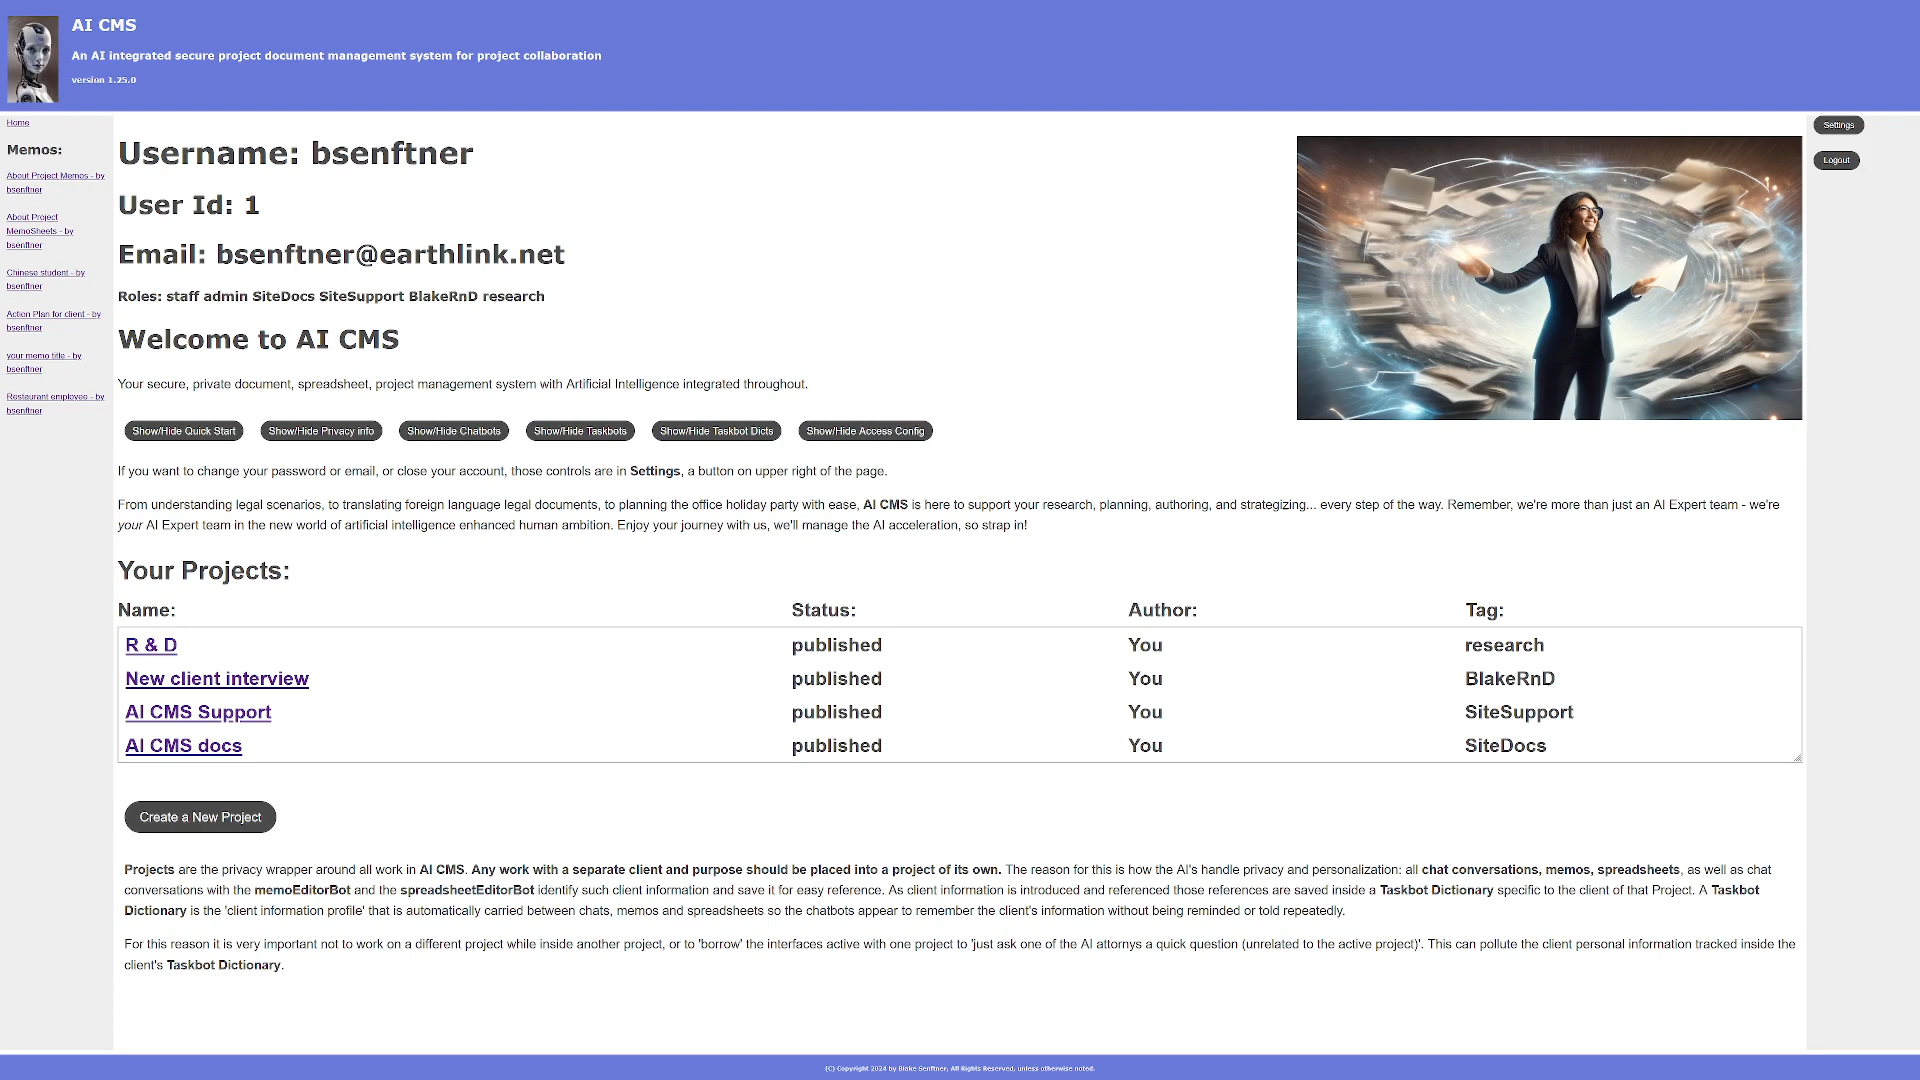 AI CMS
An AI integrated secure project document management system for project collaboration
version 1.25.0
Home
Memos:
About Project Memos - by
bsenftner
About Project
MemoSheets - by
bsenftner
Chinese student - by
bsenftner
Action Plan for client - by
bsenftner
your memo title - by
bsenftner
Restaurant employee - by
bsenftner
Username: bsenftner
User Id: 1
Email: bsenftner@earthlink.net
Roles: staff admin SiteDocs SiteSupport BlakeRnD research
Welcome to AI CMS
Your secure, private document, spreadsheet, project management system with Artificial Intelligence integrated throughout.
Show/Hide Quick Start Show/Hide Privacy info Show/Hide Chatbots Show/Hide Taskbots Show/Hide Taskbot Dicts Show/Hide Access Config
If you want to change your password or email, or close your account, those controls are in Settings, a button on upper right of the page.
From understanding legal scenarios, to translating foreign language legal documents, to planning the office holiday party with ease, AI CMS is here to support your research, planning, authoring, and strategizing... every step of the way. Remember, we're more than just an AI Expert team - we're
your AI Expert team in the new world of artificial intelligence enhanced human ambition. Enjoy your journey with us, we'll manage the AI acceleration, so strap in!
Your Projects:
Name: Status: Author: Tag:
R & D published You research
New client interview published You BlakeRnD
AI CMS Support published You SiteSupport
AI CMS docs published You SiteDocs
Create a New Project
Projects are the privacy wrapper around all work in AI CMS. Any work with a separate client and purpose should be placed into a project of its own. The reason for this is how the AI's handle privacy and personalization: all chat conversations, memos, spreadsheets, as well as chat
conversations with the memoEditorBot and the spreadsheetEditorBot identify such client information and save it for easy reference. As client information is introduced and referenced those references are saved inside a Taskbot Dictionary specific to the client of that Project. A Taskbot
Dictionary is the 'client information profile' that is automatically carried between chats, memos and spreadsheets so the chatbots appear to remember the client's information without being reminded or told repeatedly.
For this reason it is very important not to work on a different project while inside another project, or to 'borrow' the interfaces active with one project to 'just ask one of the AI attornys a quick question (unrelated to the active project)'. This can pollute the client personal information tracked inside the
client's Taskbot Dictionary.
Settings
Logout
(C) Copyright 2024 by Blake Senftner, All Rights Reserved, unless otherwise noted.